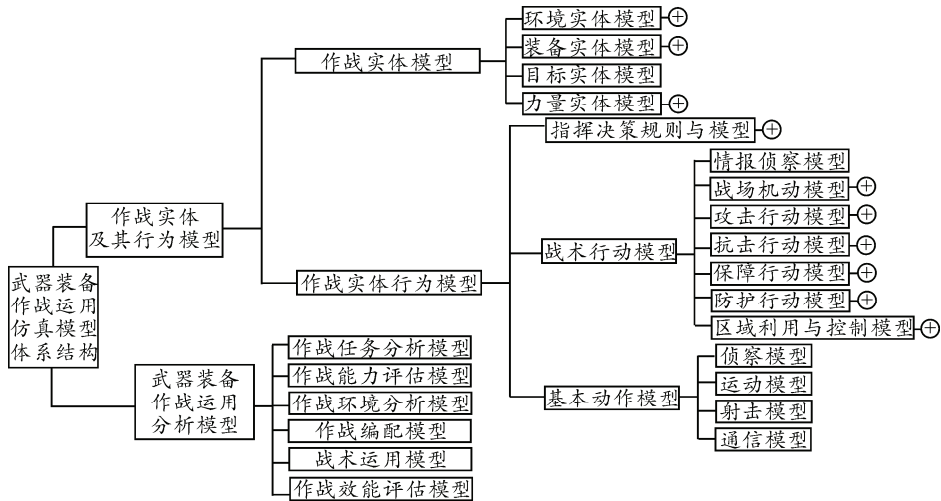 武器装备
作战运用
仿真模型
体系结构
作战实体
及其行为模型
作战实体模型
环境实体模型
装备实体模型
目标实体模型
力量实体模型
作战实体行为模型
指挥决策规则与模型
战术行动模型
情报侦察模型
战场机动模型
攻击行动模型
抗击行动模型
保障行动模型
防护行动模型
区域利用与控制模型
基本动作模型
侦察模型
运动模型
射击模型
通信模型
武器装备
作战运用
分析模型
作战任务分析模型
作战能力评估模型
作战环境分析模型
作战编配模型
战术运用模型
作战效能评估模型